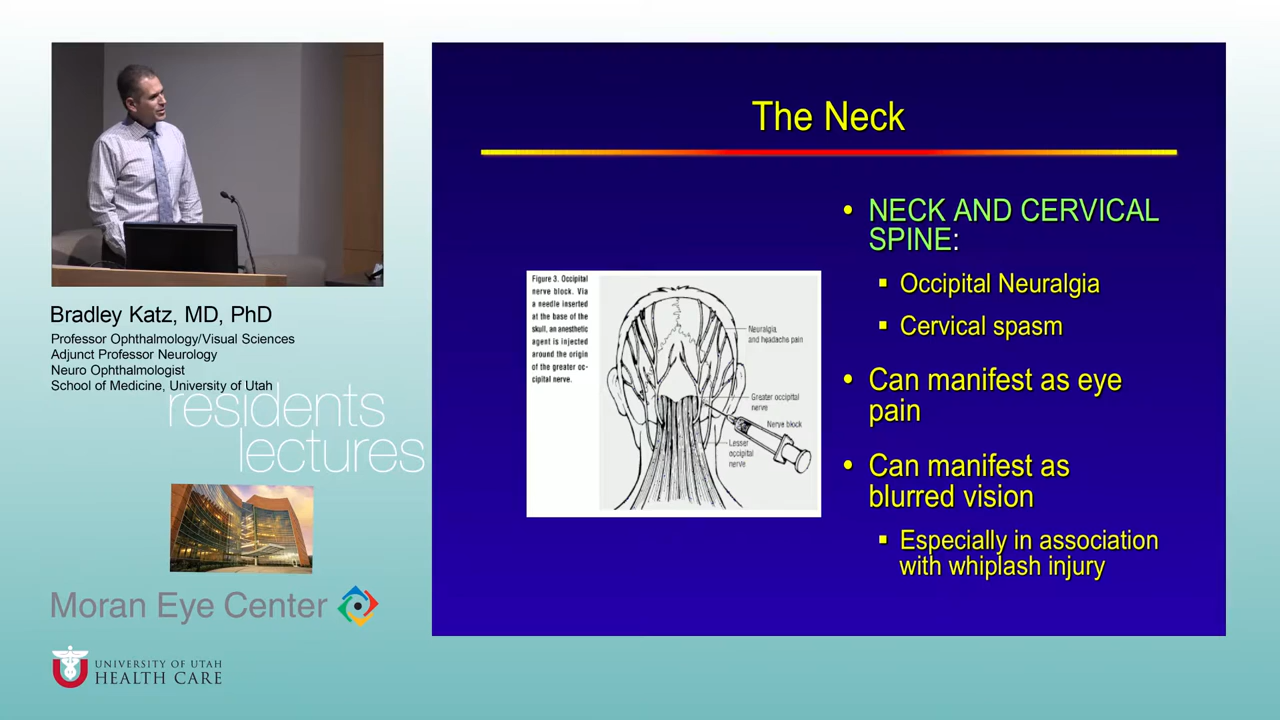 Bradley Katz, MD, PhD
Professor Ophthalmology/Visual Sciences
Adjunct Professor Neurology
Neuro Ophthalmologist
School of Medicine, University of Utah
residents
lectures
Moran Eye Center
UNIVERSITY OF UTAH
HEALTH CARE
The Neck
Figure 3. Occipital
nerve block. Via
a needle inserted
at the base of the
skull, an anesthetic
agent is injected
around the origin
of the greater oc-
cipital nerve.
Neuralgia,
and headache pain
Greater occipital
nerve
Nerve block
Lesser
occipital
nerve
• NECK AND CERVICAL
SPINE:
▪ Occipital Neuralgia
▪ Cervical spasm
• Can manifest as eye
pain
• Can manifest as
blurred vision
▪ Especially in association
with whiplash injury